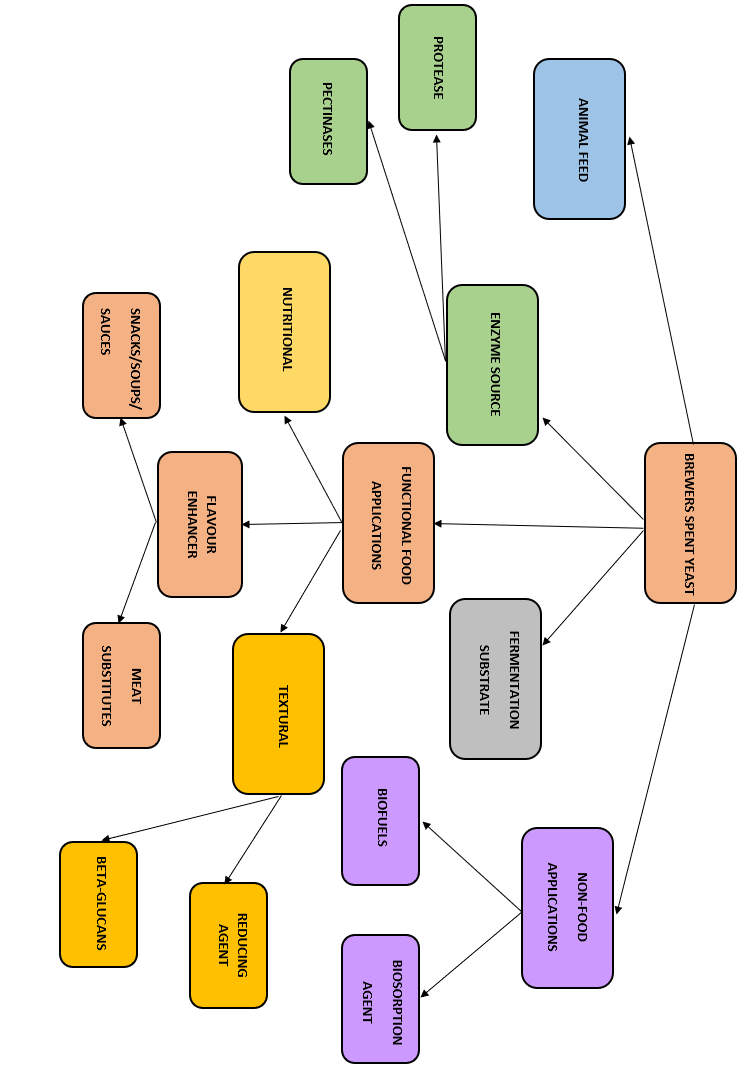 BREWERS SPENT YEAST
ANIMAL FEED
ENZYME SOURCE
FUNCTIONAL FOOD
APPLICATIONS
FERMENTATION
SUBSTRATE
NON-FOOD
APPLICATIONS
PROTEASE
PECTINASES
NUTRITIONAL
FLAVOUR
ENHANCER
TEXTURAL
BIOFUELS
BIOSORPTION
AGENT
SNACKS/SOUPS/
SAUCES
MEAT
SUBSTITUTES
BETA-GLUCANS
REDUCING
AGENT